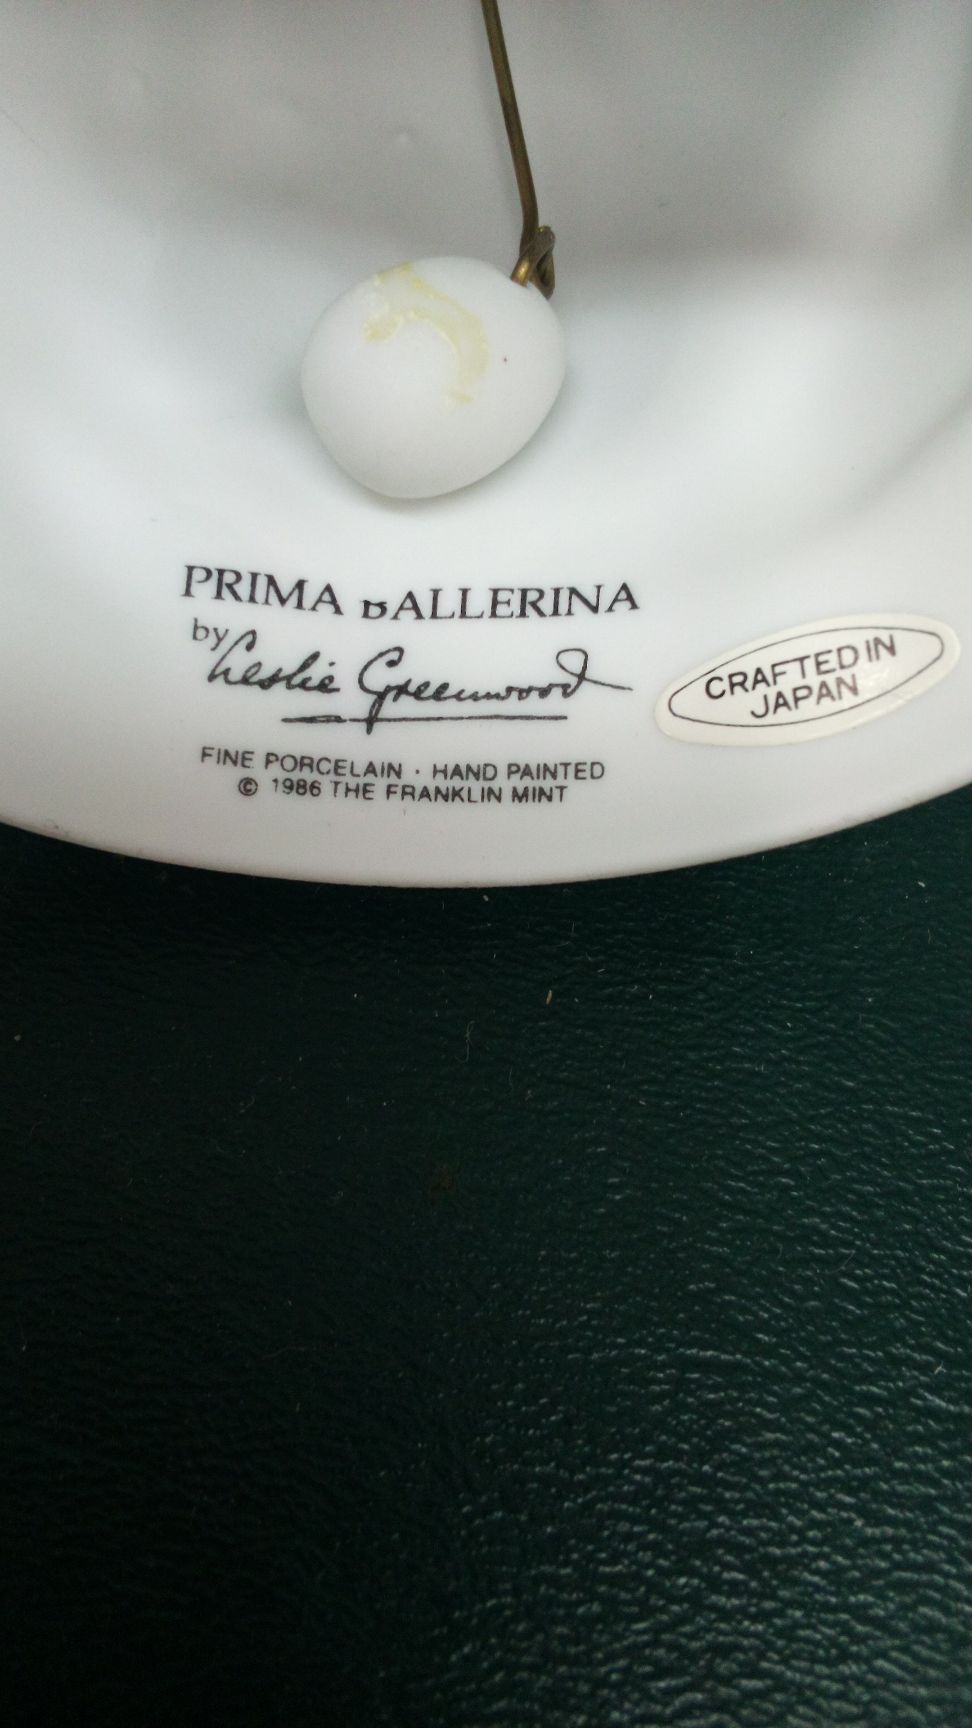 PRIMA BALLERINA
by Leslie Greenwood
FINE PORCELAIN · HAND PAINTED
© 1986 THE FRANKLIN MINT
CRAFTED IN
JAPAN